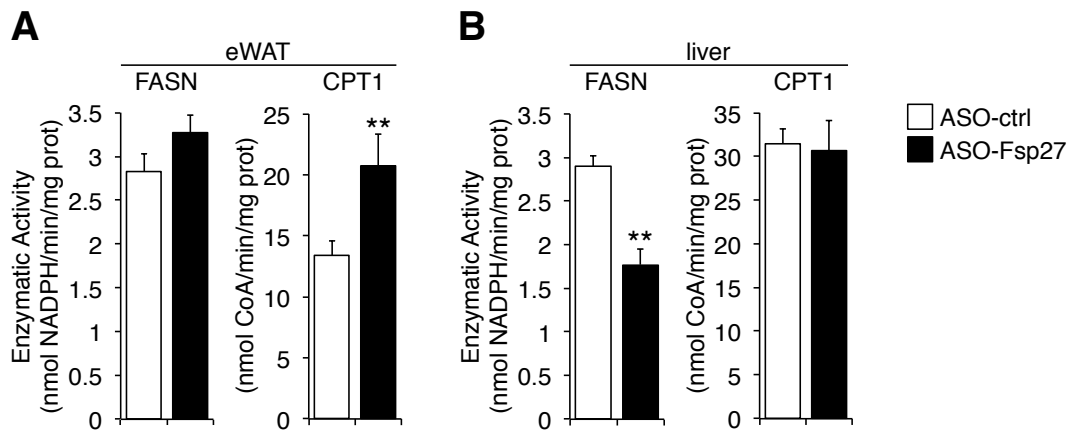 A
eWAT
FASN
CPT1
Enzymatic Activity
(nmol NADPH/min/mg prot)
3.5
3
2.5
2
1.5
1
0.5
0
(nmol CoA/min/mg prot)
25
20
15
10
5
0
**
B
liver
FASN
CPT1
Enzymatic Activity
(nmol NADPH/min/mg prot)
3.5
3
2.5
2
1.5
1
0.5
0
**
(nmol CoA/min/mg prot)
35
30
25
20
15
10
5
0
ASO-ctrl
ASO-Fsp27